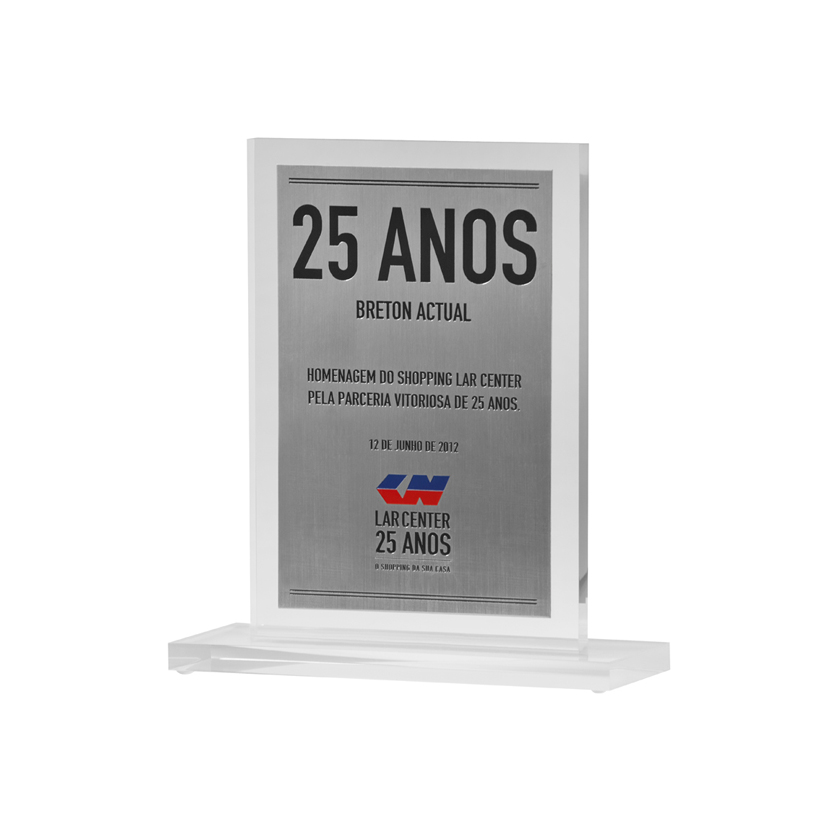 25 ANOS
BRETON ACTUAL
HOMENAGEM DO SHOPPING LAR CENTER
PELA PARCERIA VITORIOSA DE 25 ANOS.
12 DE JUNHO DE 2012
LAR CENTER
25 ANOS
O SHOPPING DA SUA CASA